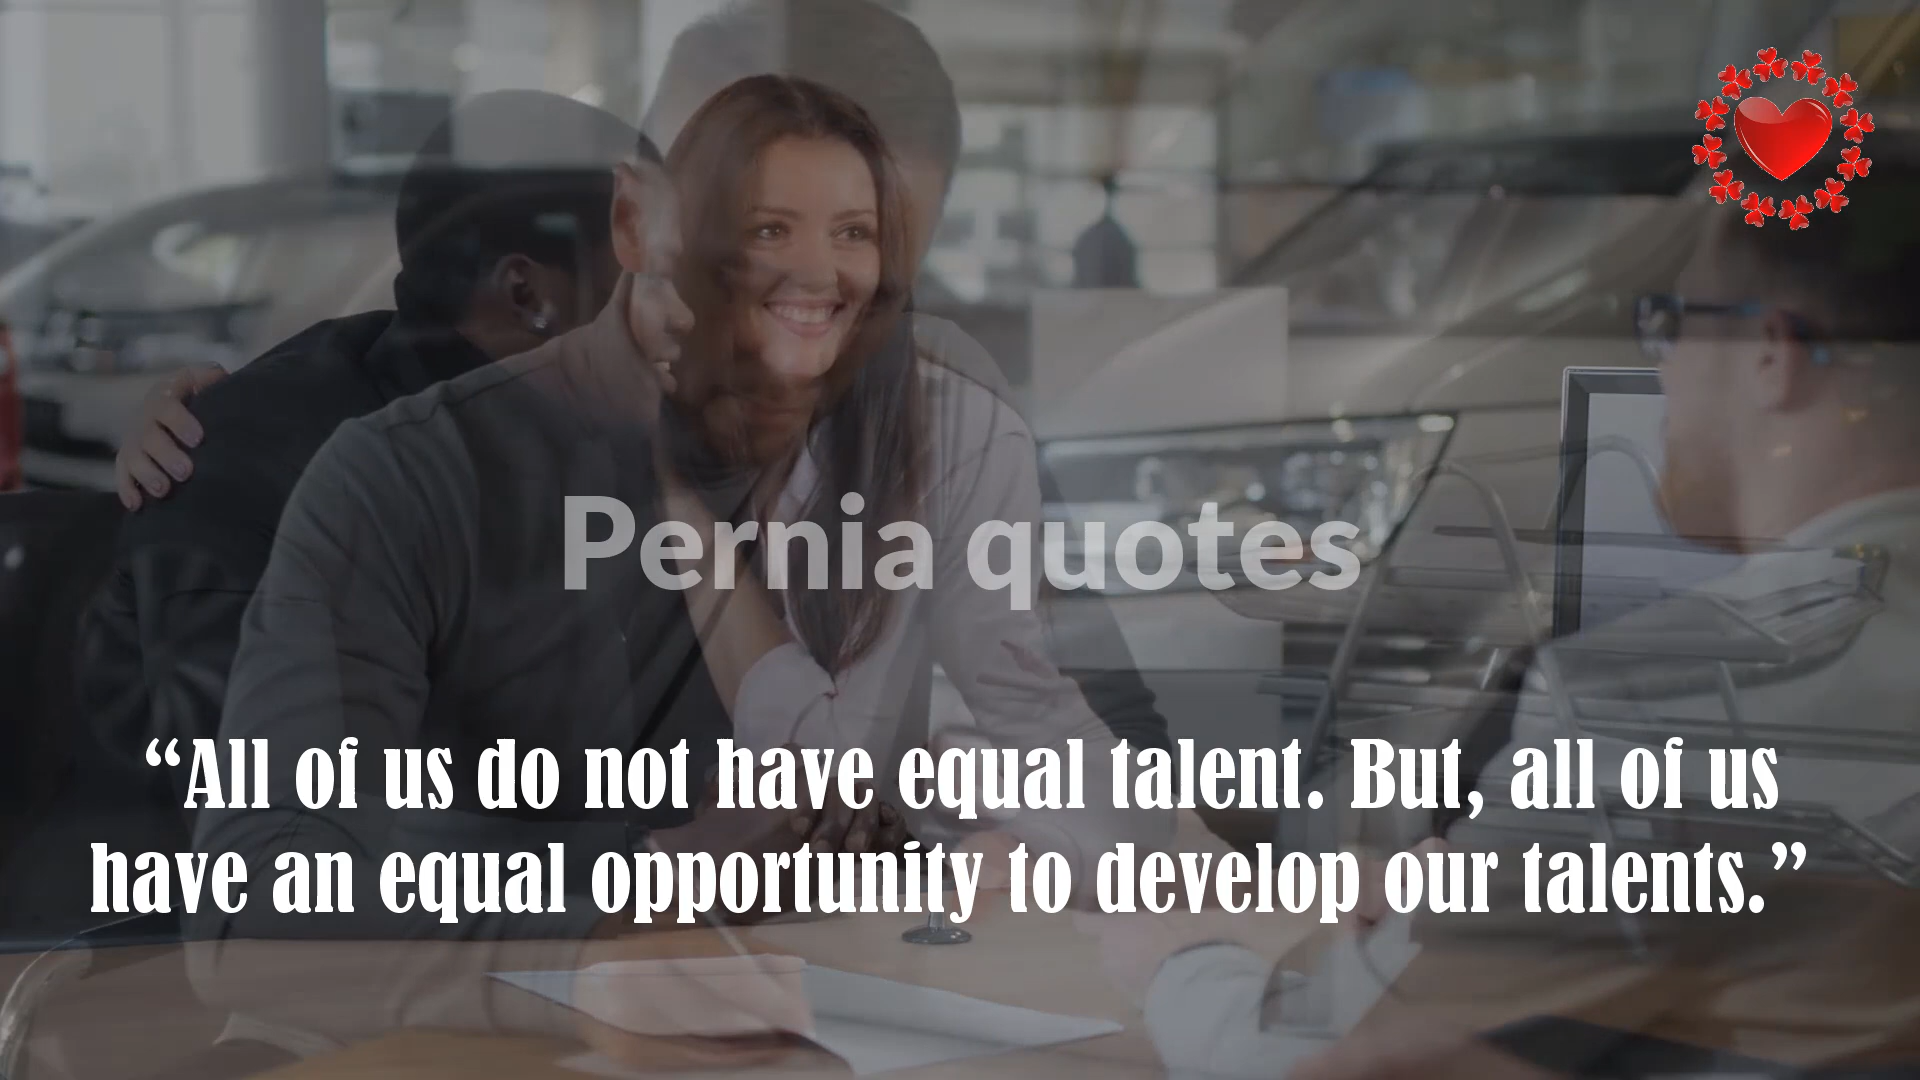 Pernia quotes
“All of us do not have equal talent. But, all of us
have an equal opportunity to develop our talents.”